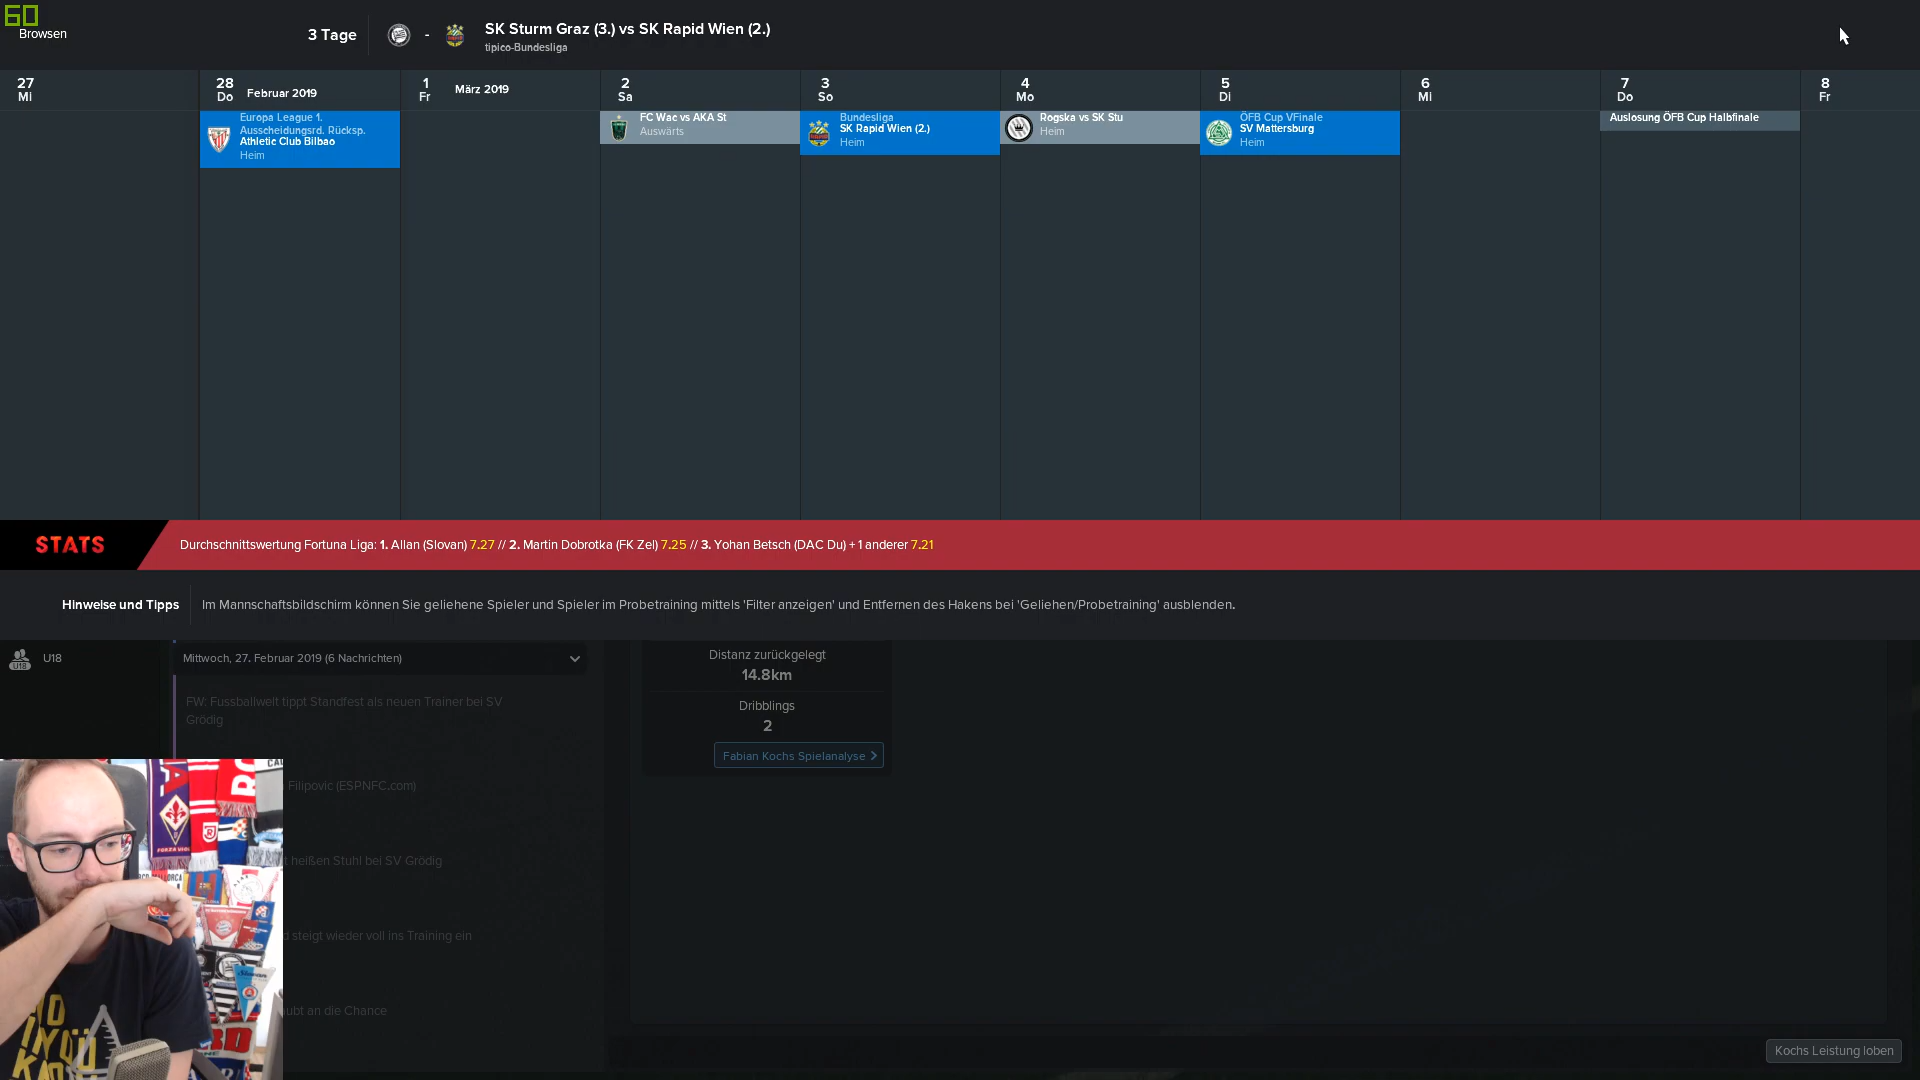 60
Browsen
3 Tage
-
SK Sturm Graz (3.) vs SK Rapid Wien (2.)
tipico-Bundesliga
27
Mi
28
Do
Februar 2019
1
Fr
März 2019
2
Sa
3
So
4
Mo
5
Di
6
Mi
7
Do
8
Fr
Europa League 1.
Ausscheidungsrd. Rücksp.
Athletic Club Bilbao
Heim
FC Wac vs AKA St
Auswärts
Bundesliga
SK Rapid Wien (2.)
Heim
Rogska vs SK Stu
Heim
ÖFB Cup VFinale
SV Mattersburg
Heim
Auslosung ÖFB Cup Halbfinale
STATS
Durchschnittswertung Fortuna Liga: 1. Allan (Slovan) 7.27 // 2. Martin Dobrotka (FK Zel) 7.25 // 3. Yohan Betsch (DAC Du) + 1 anderer 7.21
Hinweise und Tipps
Im Mannschaftsbildschirm können Sie geliehene Spieler und Spieler im Probetraining mittels 'Filter anzeigen' und Entfernen des Hakens bei 'Geliehen/Probetraining' ausblenden.
U18
U18
Mittwoch, 27. Februar 2019 (6 Nachrichten)
FW: Fussballwelt tippt Standfest als neuen Trainer bei SV
Grödig
Filipovic (ESPNFC.com)
t heißen Stuhl bei SV Grödig
d steigt wieder voll ins Training ein
ubt an die Chance
Distanz zurückgelegt
14.8km
Dribblings
2
Fabian Kochs Spielanalyse
Kochs Leistung loben